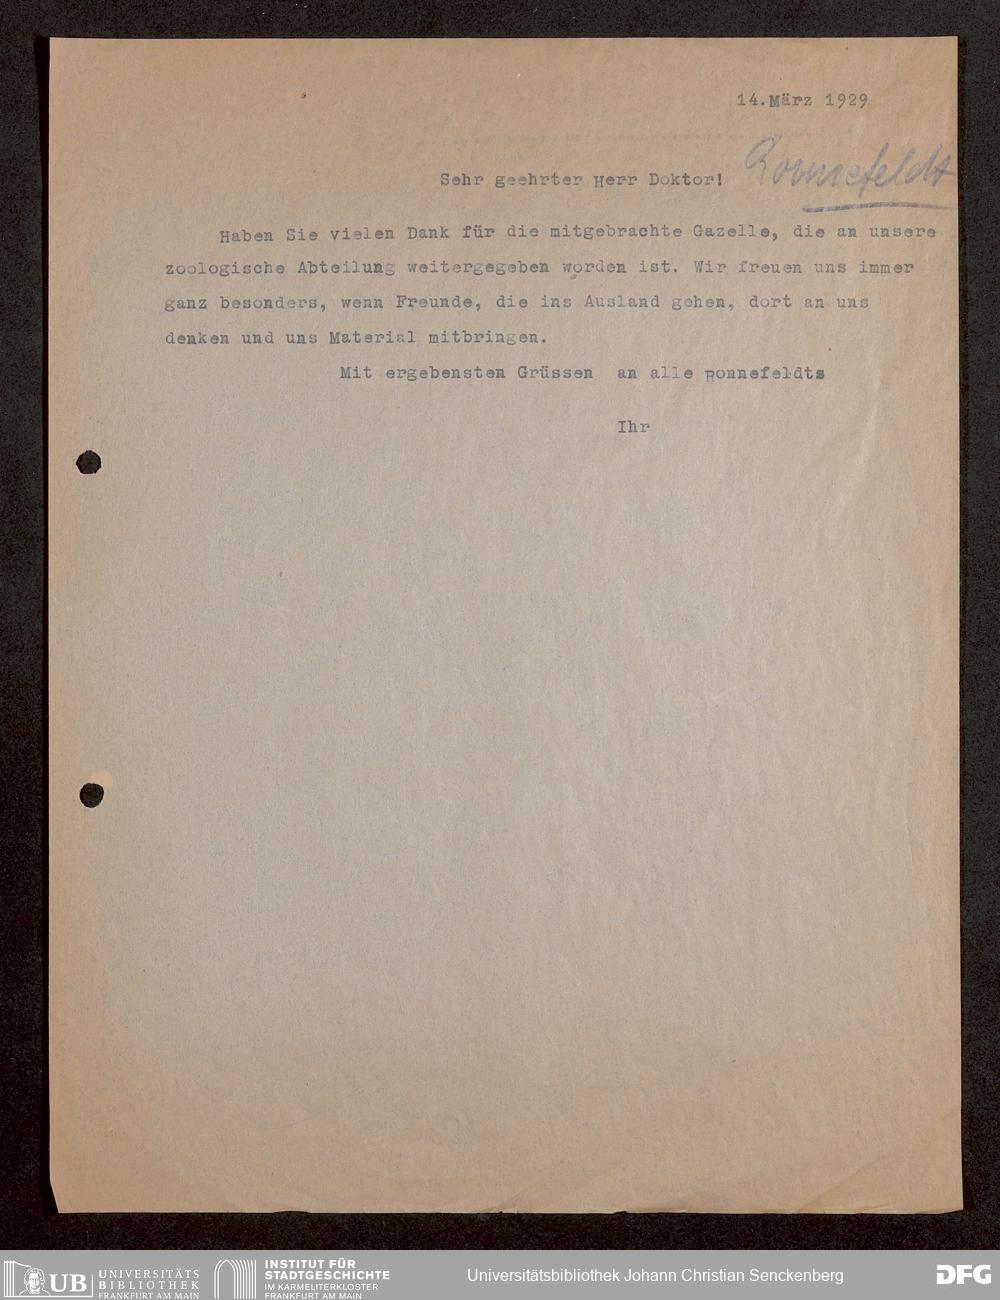 14.März 1929
Ronnefeldt
Sehr geehrter Herr Doktor!
Haben Sie vielen Dank für die mitgebrachte Gazelle, die an unsere
zoologische Abteilung weitergegeben worden ist. Wir freuen uns immer
ganz besonders, wenn Freunde, die ins Ausland gehen, dort an uns
denken und uns Material mitbringen.
Mit ergebensten Grüssen an alle Ronnefeldts
Ihr
UB UNIVERSITÄTS
BIBLIOTHEK
FRANKFURT AM MAIN
INSTITUT FÜR
STADTGESCHICHTE
IM KARMELITERKLOSTER
FRANKFURT AM MAIN
Universitätsbibliothek Johann Christian Senckenberg
DFG